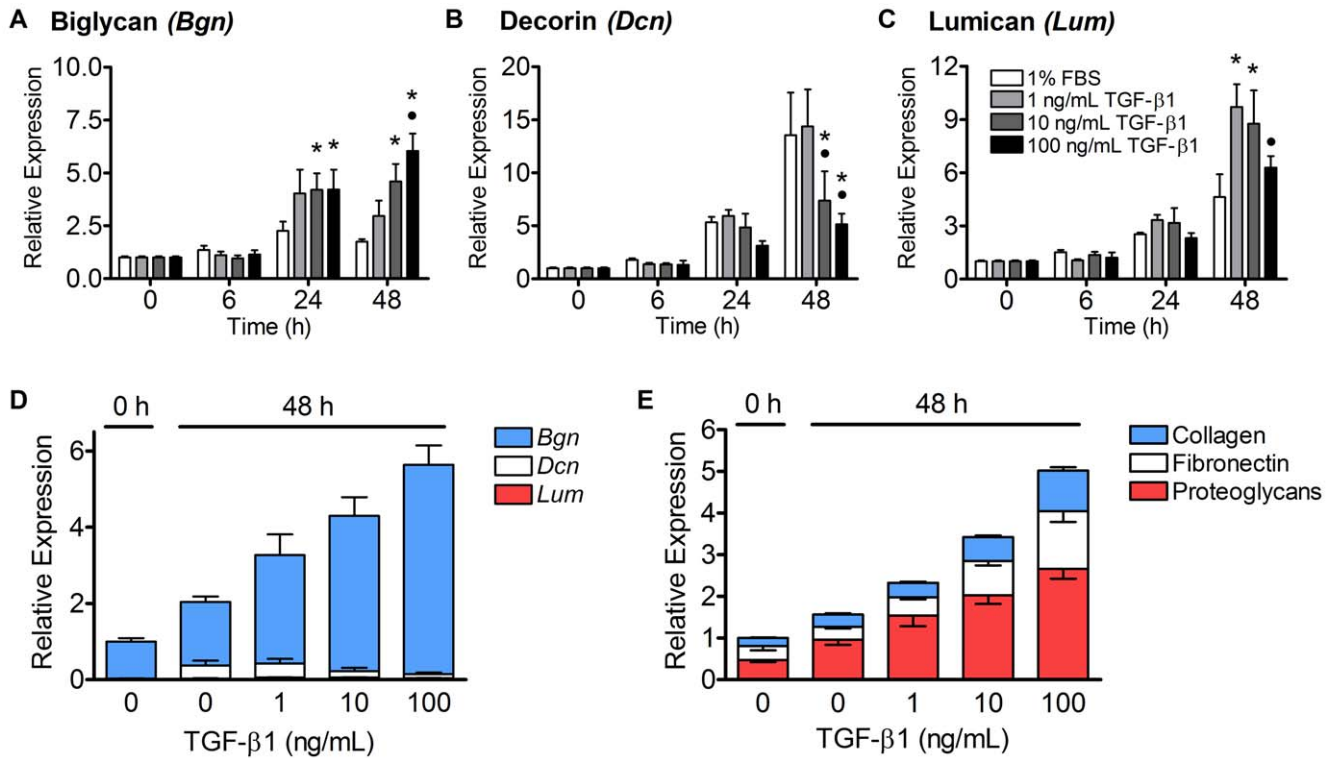 A Biglycan (Bgn)
Relative Expression
10.0
7.5
5.0
2.5
0.0
* * * *
0 6 24 48
Time (h)
B Decorin (Dcn)
Relative Expression
20
15
10
5
0
* *
0 6 24 48
Time (h)
C Lumican (Lum)
Relative Expression
12
9
6
3
0
1% FBS
1 ng/mL TGF-β1
10 ng/mL TGF-β1
100 ng/mL TGF-β1
* *
0 6 24 48
Time (h)
D
0 h 48 h
Relative Expression
6
4
2
0
Bgn
Dcn
Lum
0 0 1 10 100
TGF-β1 (ng/mL)
E
0 h 48 h
Relative Expression
6
5
4
3
2
1
0
Collagen
Fibronectin
Proteoglycans
0 0 1 10 100
TGF-β1 (ng/mL)